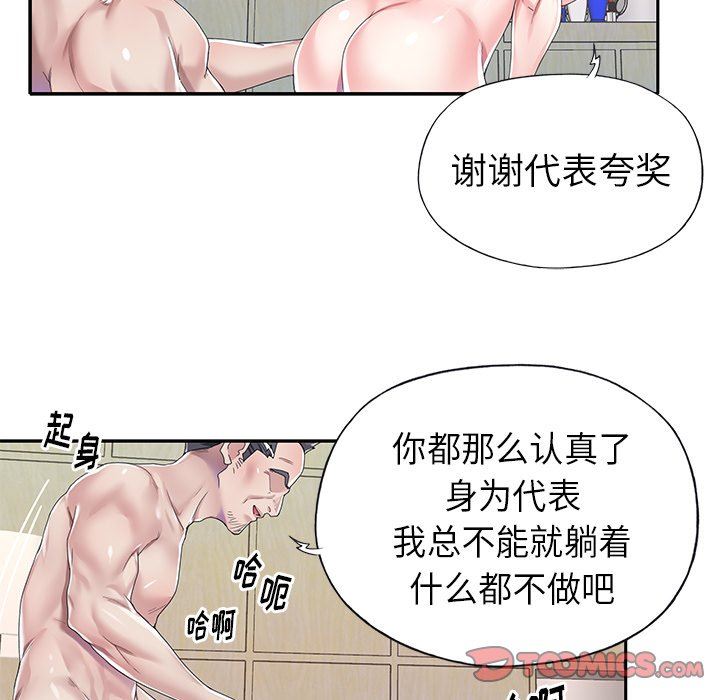 谢谢代表夸奖
起身
你都那么认真了
身为代表
我总不能就躺着
什么都不做吧
哈呃
哈啊
TOOMICS.COM